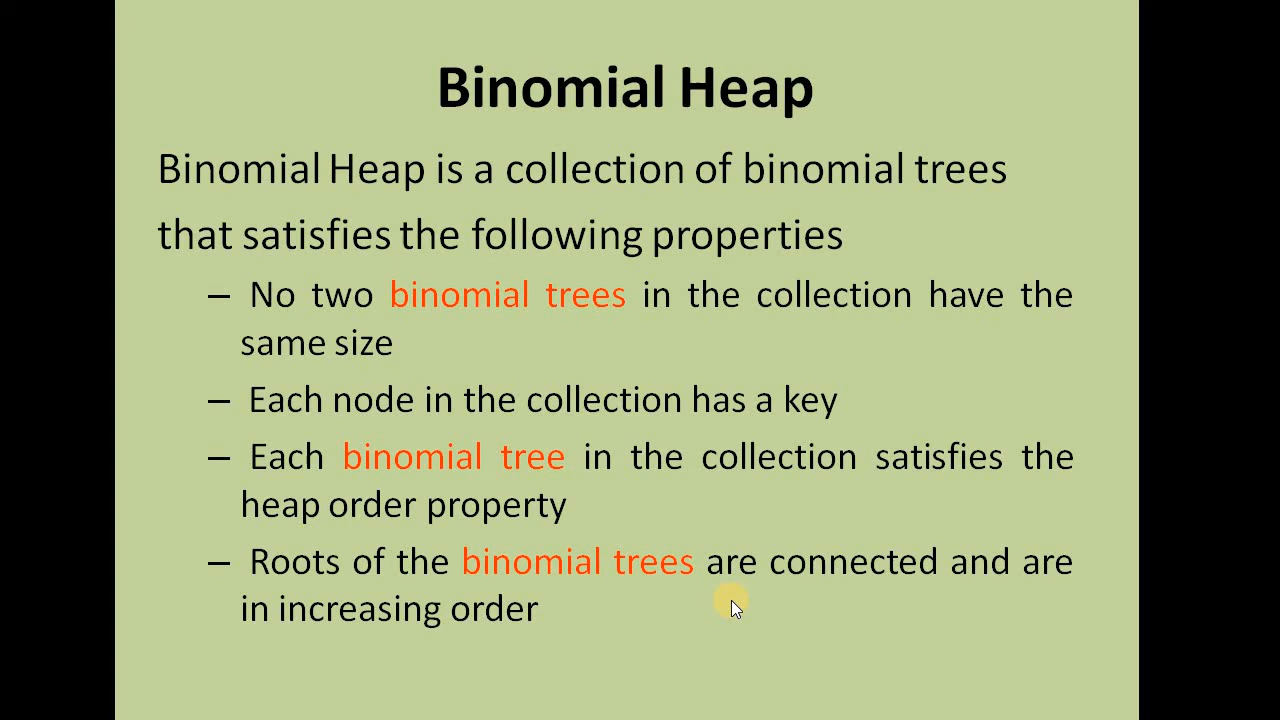 Binomial Heap
Binomial Heap is a collection of binomial trees
that satisfies the following properties
– No two binomial trees in the collection have the
same size
– Each node in the collection has a key
– Each binomial tree in the collection satisfies the
heap order property
– Roots of the binomial trees are connected and are
in increasing order